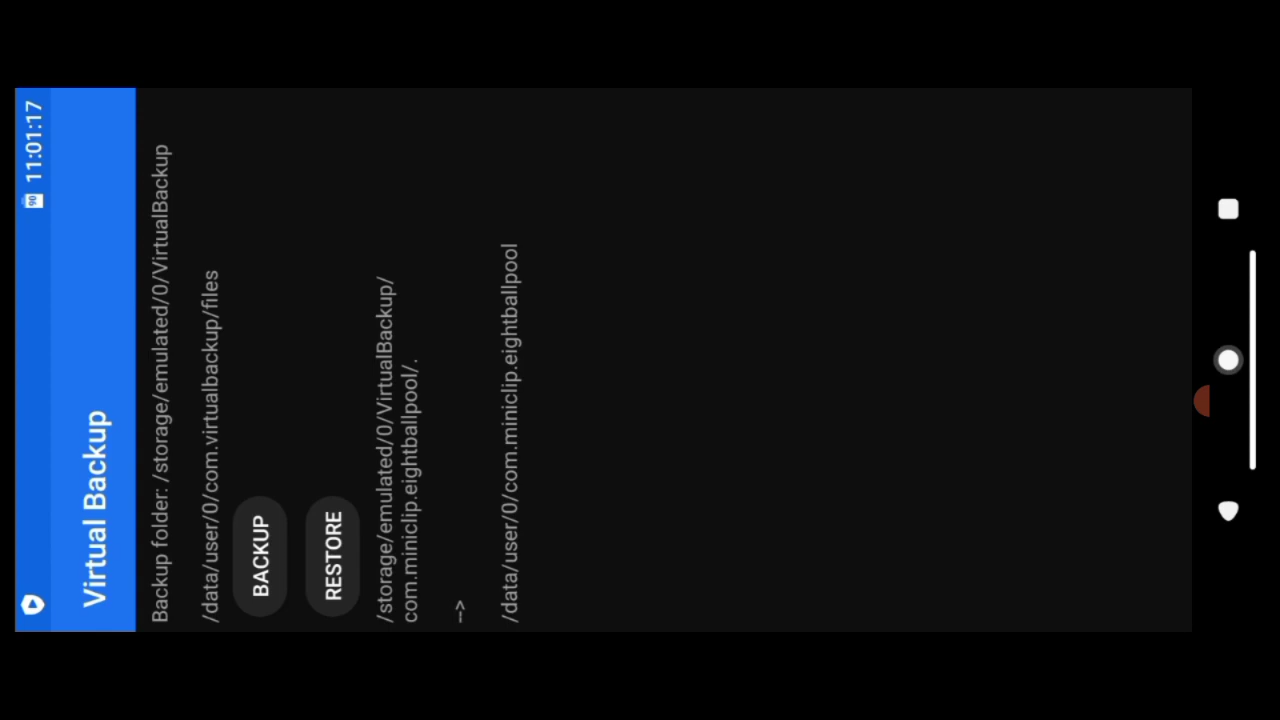 90 11:01:17
Virtual Backup
Backup folder: /storage/emulated/0/VirtualBackup
/data/user/0/com.virtualbackup/files
BACKUP
RESTORE
/storage/emulated/0/VirtualBackup/
com.miniclip.eightballpool/.
-->
/data/user/0/com.miniclip.eightballpool